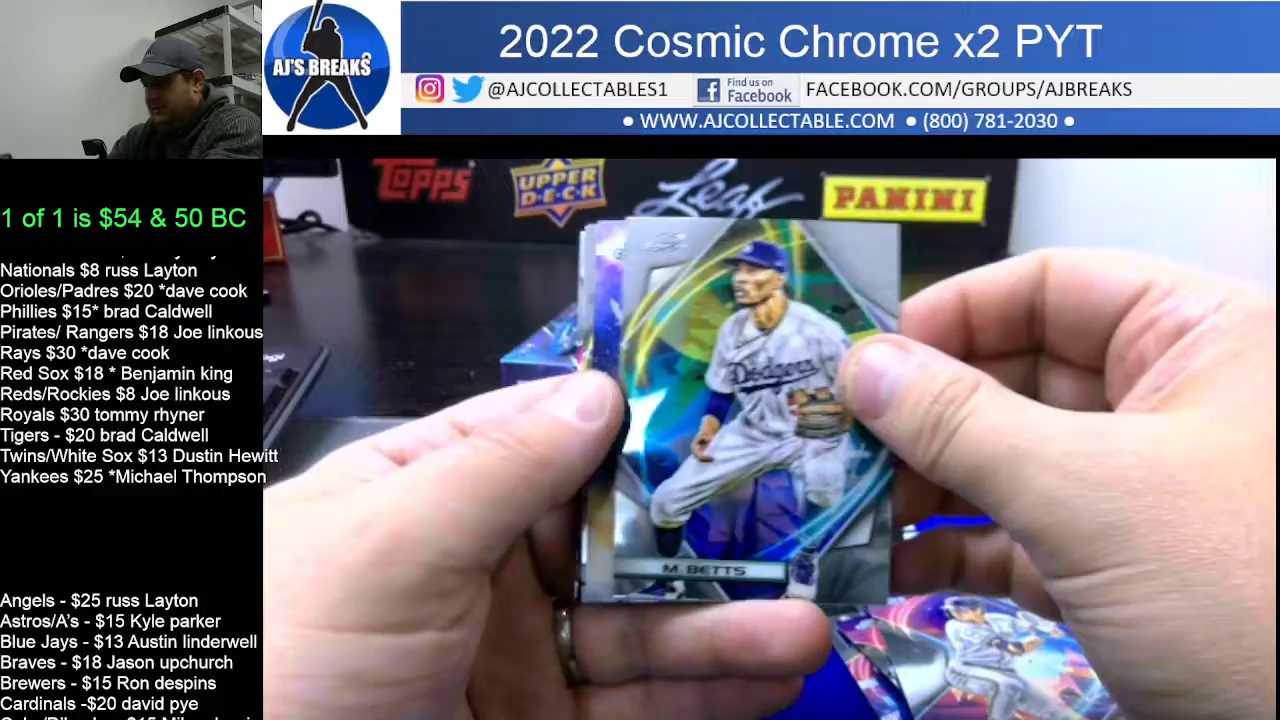 AJ'S BREAKS
2022 Cosmic Chrome x2 PYT
@AJCOLLECTABLES1
Find us on
Facebook
FACEBOOK.COM/GROUPS/AJBREAKS
● WWW.AJCOLLECTABLE.COM ● (800) 781-2030 ●
TOPPS
UPPER
D·E·C·K
Leaf
PANINI
1 of 1 is $54 & 50 BC
Nationals $8 russ Layton
Orioles/Padres $20 *dave cook
Phillies $15* brad Caldwell
Pirates/ Rangers $18 Joe linkous
Rays $30 *dave cook
Red Sox $18 * Benjamin king
Reds/Rockies $8 Joe linkous
Royals $30 tommy rhyner
Tigers - $20 brad Caldwell
Twins/White Sox $13 Dustin Hewitt
Yankees $25 *Michael Thompson
Angels - $25 russ Layton
Astros/A's - $15 Kyle parker
Blue Jays - $13 Austin linderwell
Braves - $18 Jason upchurch
Brewers - $15 Ron despins
Cardinals -$20 david pye
Dodgers
M. BETTS